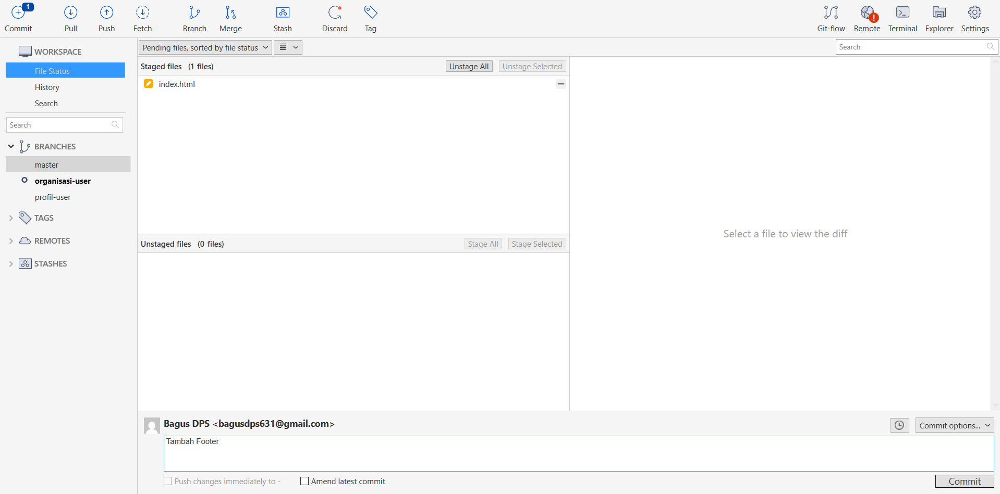 1
Commit Pull Push Fetch Branch Merge Stash Discard Tag Git-flow Remote Terminal Explorer Settings
WORKSPACE
File Status
History
Search
Search
BRANCHES
master
organisasi-user
profil-user
TAGS
REMOTES
STASHES
Pending files, sorted by file status
Search
Staged files (1 files) Unstage All Unstage Selected
index.html
Unstaged files (0 files) Stage All Stage Selected
Select a file to view the diff
Bagus DPS <bagusdps631@gmail.com>
Commit options...
Tambah Footer
Push changes immediately to - Amend latest commit
Commit